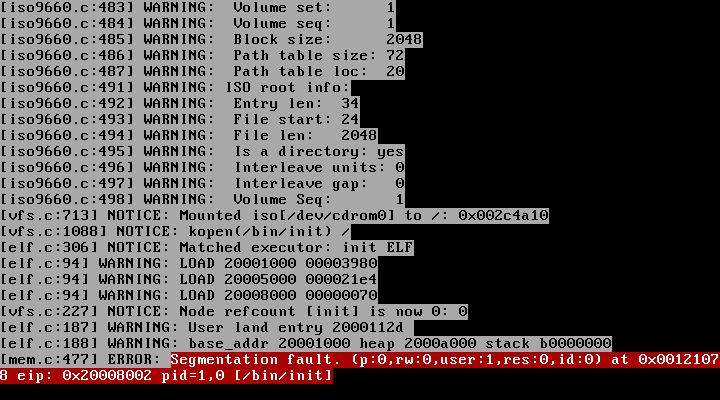 [iso9660.c:483] WARNING:  Volume set:      1
[iso9660.c:484] WARNING:  Volume seq:      1
[iso9660.c:485] WARNING:  Block size:      2048
[iso9660.c:486] WARNING:  Path table size: 72
[iso9660.c:487] WARNING:  Path table loc:  20
[iso9660.c:491] WARNING: ISO root info:
[iso9660.c:492] WARNING:  Entry len:  34
[iso9660.c:493] WARNING:  File start: 24
[iso9660.c:494] WARNING:  File len:   2048
[iso9660.c:495] WARNING:  Is a directory: yes
[iso9660.c:496] WARNING:  Interleave units: 0
[iso9660.c:497] WARNING:  Interleave gap:   0
[iso9660.c:498] WARNING:  Volume Seq:       1
[vfs.c:713] NOTICE: Mounted iso[/dev/cdrom0] to /: 0x002c4a10
[vfs.c:1088] NOTICE: kopen(/bin/init) /
[elf.c:306] NOTICE: Matched executor: init ELF
[elf.c:94] WARNING: LOAD 20001000 00003980
[elf.c:94] WARNING: LOAD 20005000 000021e4
[elf.c:94] WARNING: LOAD 20008000 00000070
[vfs.c:227] NOTICE: Node refcount [init] is now 0: 0
[elf.c:187] WARNING: User land entry 2000112d
[elf.c:188] WARNING: base_addr 20001000 heap 2000a000 stack b0000000
[mem.c:477] ERROR: Segmentation fault. (p:0,rw:0,user:1,res:0,id:0) at 0x0012107
8 eip: 0x20008002 pid=1,0 [/bin/init]